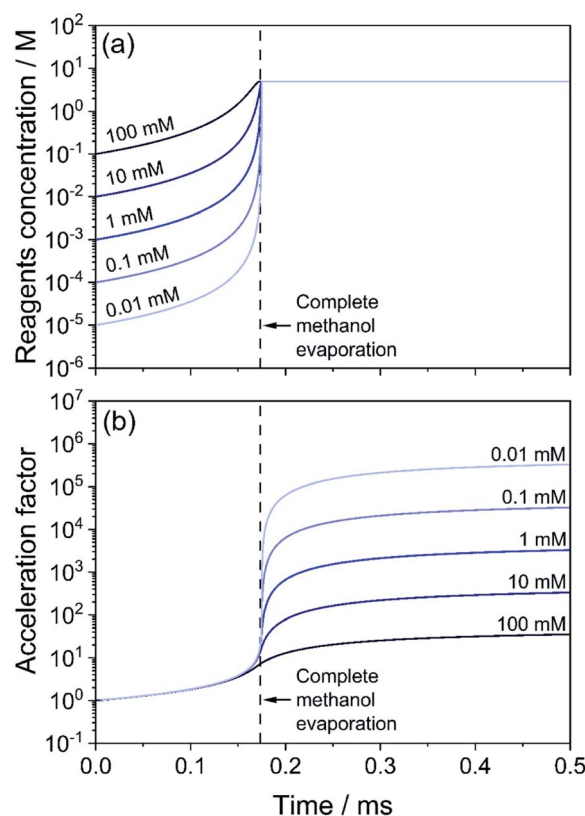 (a)
Reagents concentration / M
10⁵
10⁴
10³
10²
10¹
10⁰
10⁻¹
10⁻²
10⁻³
10⁻⁴
10⁻⁵
10⁻⁶
100 mM
10 mM
1 mM
0.1 mM
0.01 mM
Complete
methanol
evaporation
(b)
Acceleration factor
10⁷
10⁶
10⁵
10⁴
10³
10²
10¹
10⁰
10⁻¹
0.01 mM
0.1 mM
1 mM
10 mM
100 mM
Complete
methanol
evaporation
0.0 0.1 0.2 0.3 0.4 0.5
Time / ms